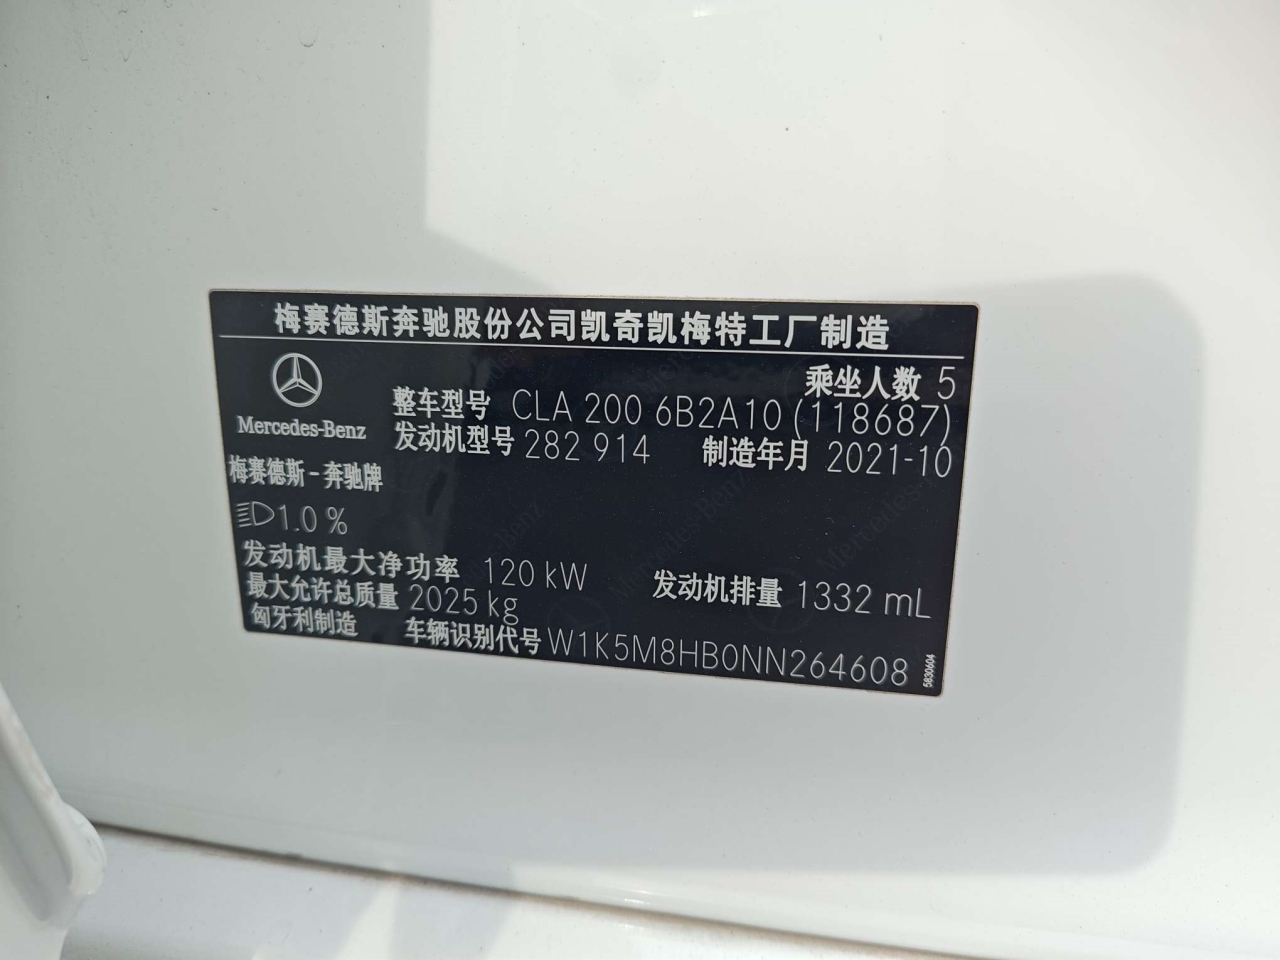 梅赛德斯奔驰股份公司凯奇凯梅特工厂制造
乘坐人数 5
整车型号 CLA 200 6B2A10 (118687)
Mercedes-Benz
发动机型号 282 914 制造年月 2021-10
梅赛德斯－奔驰牌
1.0 %
发动机最大净功率 120 kW 发动机排量 1332 mL
最大允许总质量 2025 kg
匈牙利制造 车辆识别代号 W1K5M8HB0NN264608
5830604